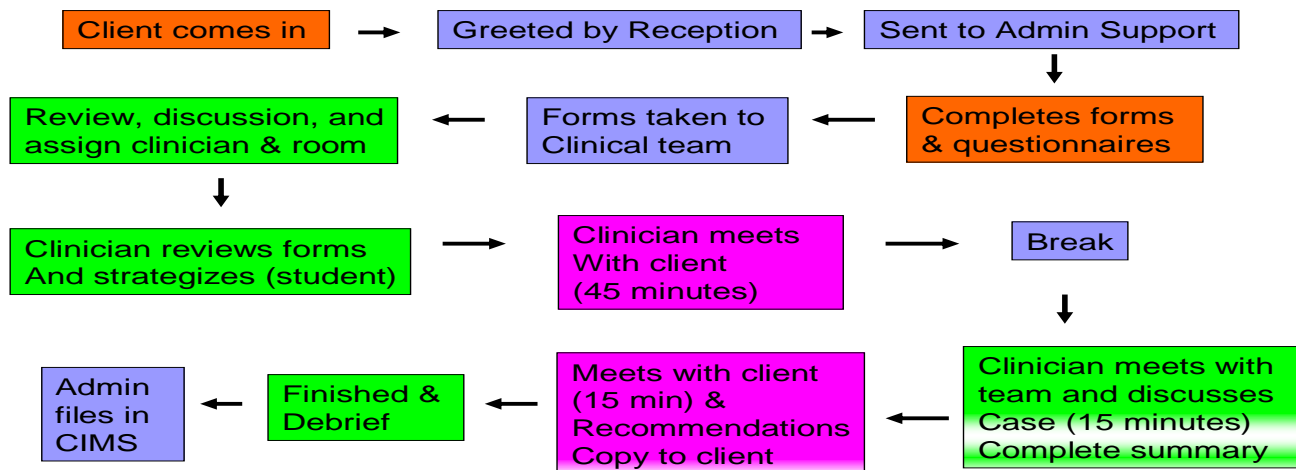 Client comes in
Greeted by Reception
Sent to Admin Support
Completes forms
& questionnaires
Forms taken to
Clinical team
Review, discussion, and
assign clinician & room
Clinician reviews forms
And strategizes (student)
Clinician meets
With client
(45 minutes)
Break
Clinician meets with
team and discusses
Case (15 minutes)
Complete summary
Meets with client
(15 min) &
Recommendations
Copy to client
Finished &
Debrief
Admin
files in
CIMS